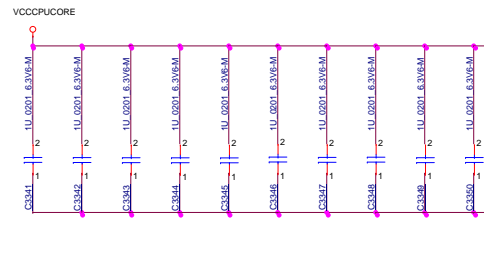 VCCCPUCORE
1U_0201_6.3V6-M
1U_0201_6.3V6-M
1U_0201_6.3V6-M
1U_0201_6.3V6-M
1U_0201_6.3V6-M
1U_0201_6.3V6-M
1U_0201_6.3V6-M
1U_0201_6.3V6-M
1U_0201_6.3V6-M
1U_0201_6.3V6-M
2 2 2 2 2 2 2 2 2 2
1 1 1 1 1 1 1 1 1 1
C3341
C3342
C3343
C3344
C3345
C3346
C3347
C3348
C3349
C3350